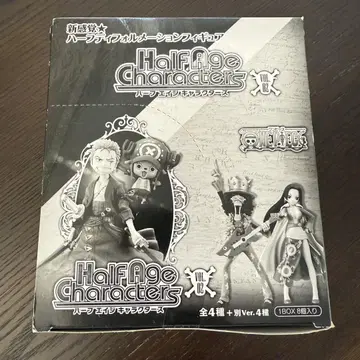 新感覚★
ハーフディフォルメーションフィギュア
Half Age
Characters
ハーフ エイジ キャラクターズ
ONE PIECE
Half Age
Characters
ハーフ エイジ キャラクターズ
全4種+別Ver.4種
1BOX 8個入り